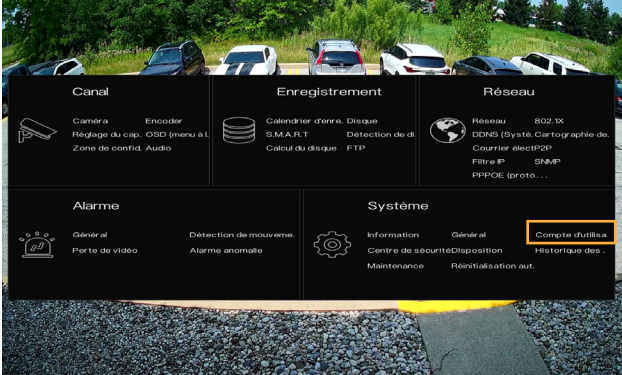 Canal
Caméra Encoder
Réglage du cap. OSD (menu à l.
Zone de confid. Audio
Enregistrement
Calendrier d'enre. Disque
S.M.A.R.T Détection de di
Calcul du disque FTP
Réseau
Réseau 802.1X
DDNS (Systé. Cartographie de.
Courrier électP2P
Filtre IP SNMP
PPPOE (proto...
Alarme
Général Détection de mouveme.
Perte de vidéo Alarme anomalie
Système
Information Général Compte d'utilisa
Centre de sécuritéDisposition Historique des .
Maintenance Réinitialisation aut.